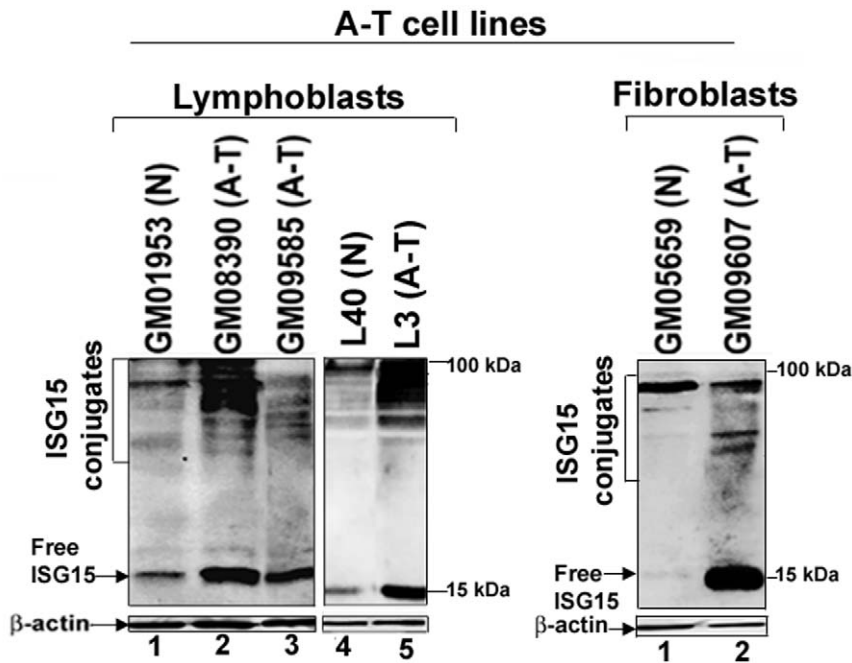 A-T cell lines
Lymphoblasts
Fibroblasts
GM01953 (N)
GM08390 (A-T)
GM09585 (A-T)
L40 (N)
L3 (A-T)
GM05659 (N)
GM09607 (A-T)
ISG15
conjugates
100 kDa
ISG15
conjugates
100 kDa
Free
ISG15
15 kDa
Free
ISG15
15 kDa
β-actin
β-actin
1 2 3 4 5
1 2